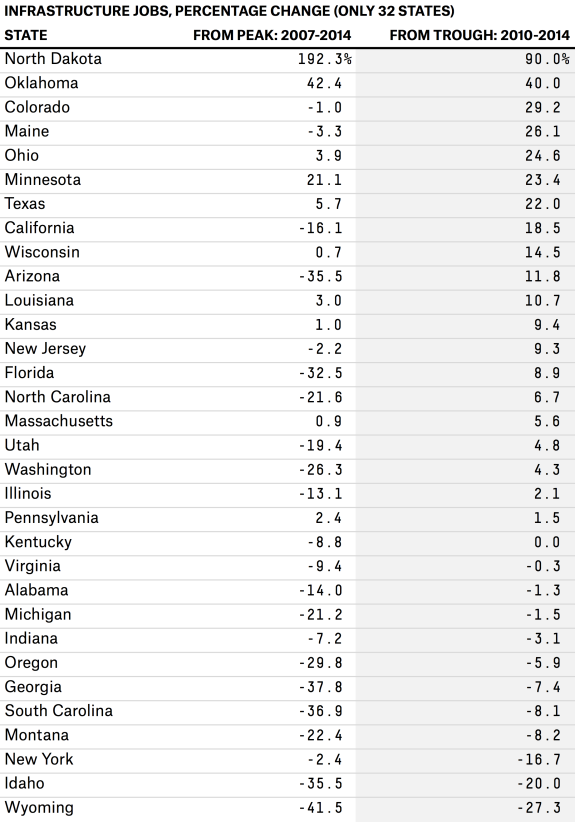 INFRASTRUCTURE JOBS, PERCENTAGE CHANGE (ONLY 32 STATES)
STATE FROM PEAK: 2007-2014 FROM TROUGH: 2010-2014
North Dakota 192.3% 90.0%
Oklahoma 42.4 40.0
Colorado -1.0 29.2
Maine -3.3 26.1
Ohio 3.9 24.6
Minnesota 21.1 23.4
Texas 5.7 22.0
California -16.1 18.5
Wisconsin 0.7 14.5
Arizona -35.5 11.8
Louisiana 3.0 10.7
Kansas 1.0 9.4
New Jersey -2.2 9.3
Florida -32.5 8.9
North Carolina -21.6 6.7
Massachusetts 0.9 5.6
Utah -19.4 4.8
Washington -26.3 4.3
Illinois -13.1 2.1
Pennsylvania 2.4 1.5
Kentucky -8.8 0.0
Virginia -9.4 -0.3
Alabama -14.0 -1.3
Michigan -21.2 -1.5
Indiana -7.2 -3.1
Oregon -29.8 -5.9
Georgia -37.8 -7.4
South Carolina -36.9 -8.1
Montana -22.4 -8.2
New York -2.4 -16.7
Idaho -35.5 -20.0
Wyoming -41.5 -27.3